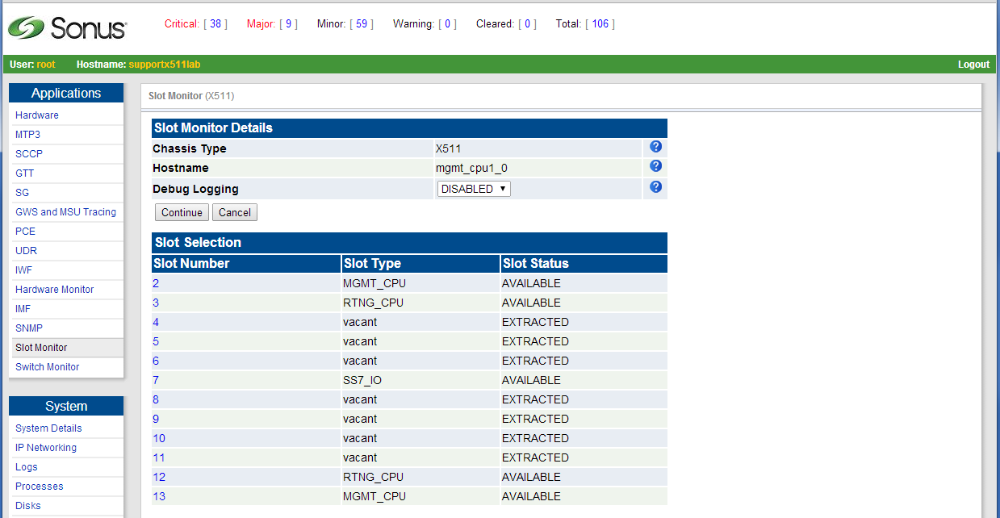 Sonus
Critical: [ 38 ] Major: [ 9 ] Minor: [ 59 ] Warning: [ 0 ] Cleared: [ 0 ] Total: [ 106 ]
User: root Hostname: supportx511lab Logout
Applications
Hardware
MTP3
SCCP
GTT
SG
GWS and MSU Tracing
PCE
UDR
IWF
Hardware Monitor
IMF
SNMP
Slot Monitor
Switch Monitor
System
System Details
IP Networking
Logs
Processes
Disks
Slot Monitor (X511)
Slot Monitor Details
Chassis Type X511 ?
Hostname mgmt_cpu1_0 ?
Debug Logging DISABLED ?
Continue Cancel
Slot Selection
Slot Number Slot Type Slot Status
2 MGMT_CPU AVAILABLE
3 RTNG_CPU AVAILABLE
4 vacant EXTRACTED
5 vacant EXTRACTED
6 vacant EXTRACTED
7 SS7_IO AVAILABLE
8 vacant EXTRACTED
9 vacant EXTRACTED
10 vacant EXTRACTED
11 vacant EXTRACTED
12 RTNG_CPU AVAILABLE
13 MGMT_CPU AVAILABLE